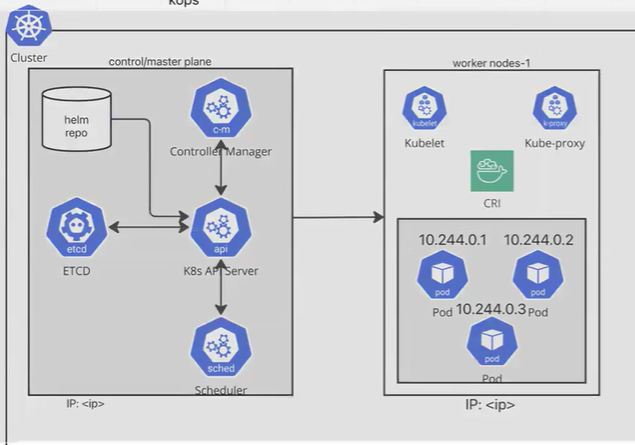 kops
Cluster
control/master plane
helm
repo
c-m
Controller Manager
etcd
ETCD
api
K8s API Server
sched
Scheduler
IP: <ip>
worker nodes-1
kubelet
Kubelet
k-proxy
Kube-proxy
CRI
10.244.0.1
10.244.0.2
pod
Pod
pod
Pod
10.244.0.3
pod
Pod
IP: <ip>